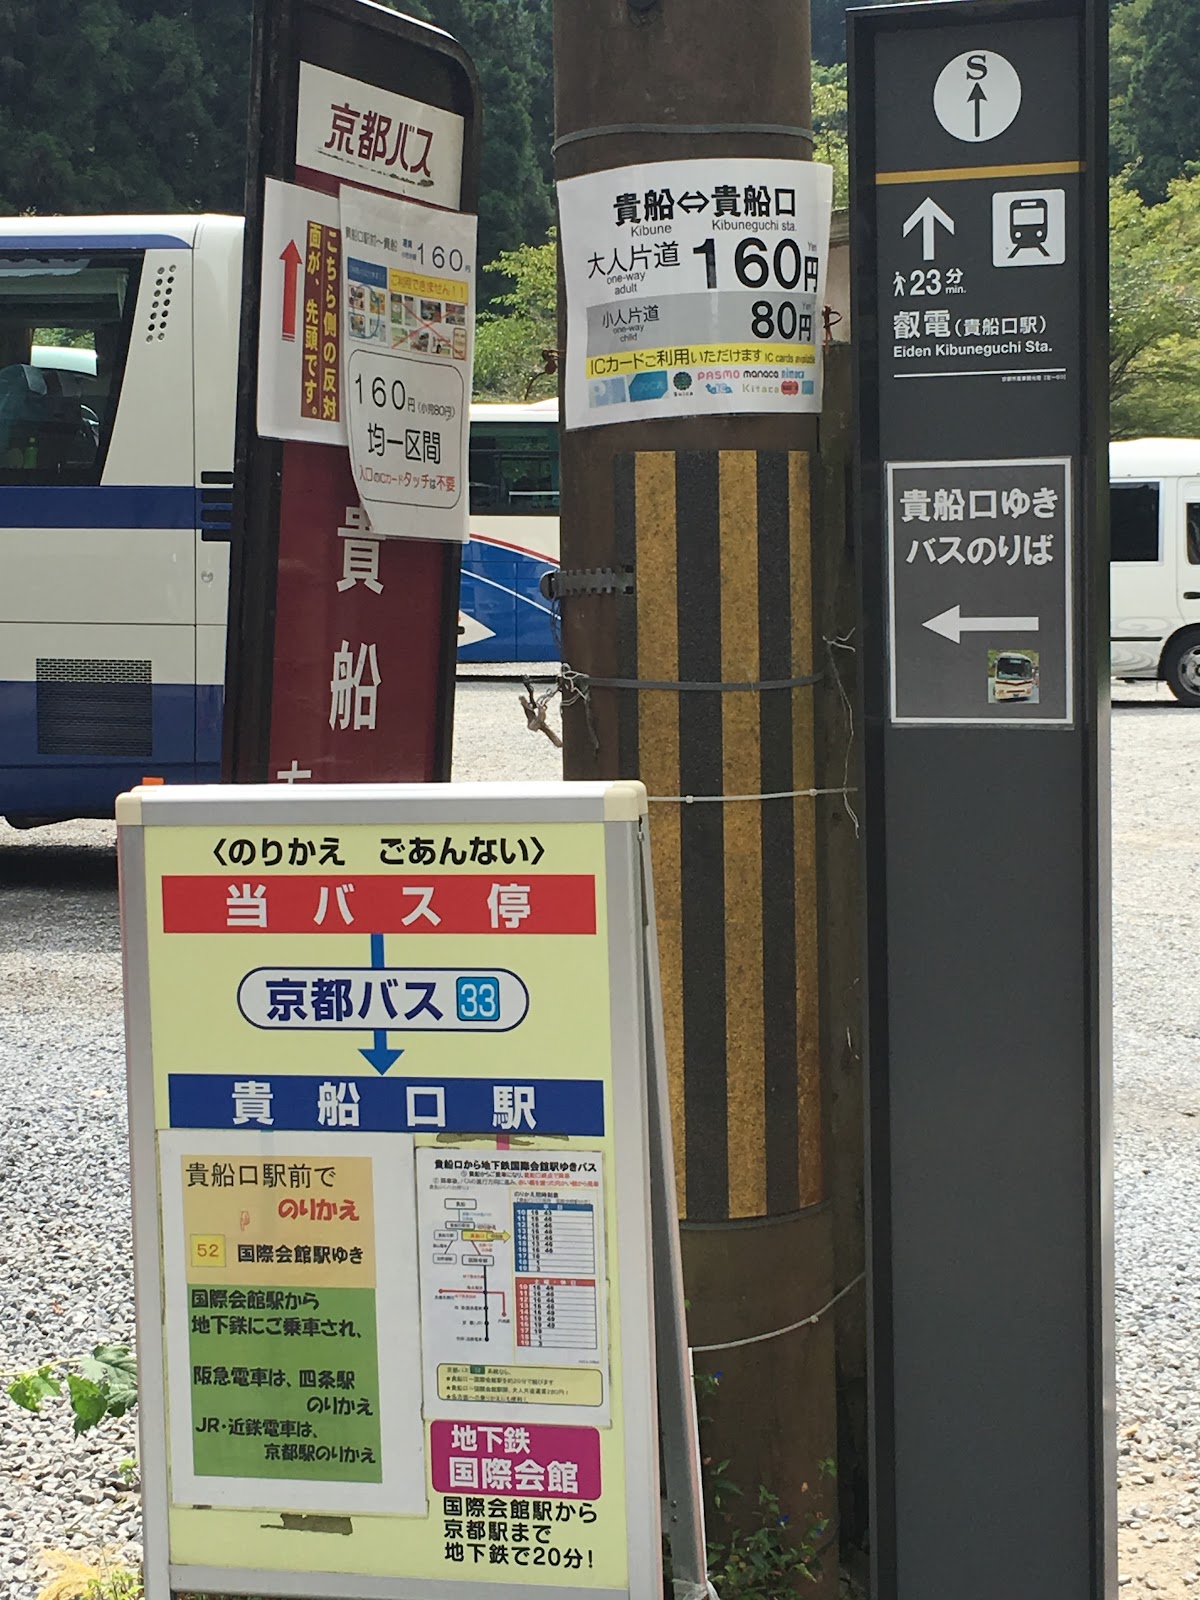 京都バス
こちら側の反対
面が、先頭です。
貴船口駅前～貴船
160円
ご利用できません!!
160円(小児80円)
均一区間
入口のICカードタッチは不要
貴船
貴船⇔貴船口
Kibune Kibuneguchi sta.
大人片道 160円
one-way
adult
Yen
小人片道 80円
one-way
child
Yen
ICカードご利用いただけます IC cards available
PASMO manaca nimoca
Suica Kitaca
S
23分
min.
叡電(貴船口駅)
Eiden Kibuneguchi Sta.
貴船口ゆき
バスのりば
〈のりかえ ごあんない〉
当バス停
京都バス 33
貴船口駅
貴船口駅前で
のりかえ
52 国際会館駅ゆき
国際会館駅から
地下鉄にご乗車され、
阪急電車は、四条駅
のりかえ
JR・近鉄電車は、
京都駅のりかえ
貴船口から地下鉄国際会館駅ゆきバス
地下鉄
国際会館
国際会館駅から
京都駅まで
地下鉄で20分!